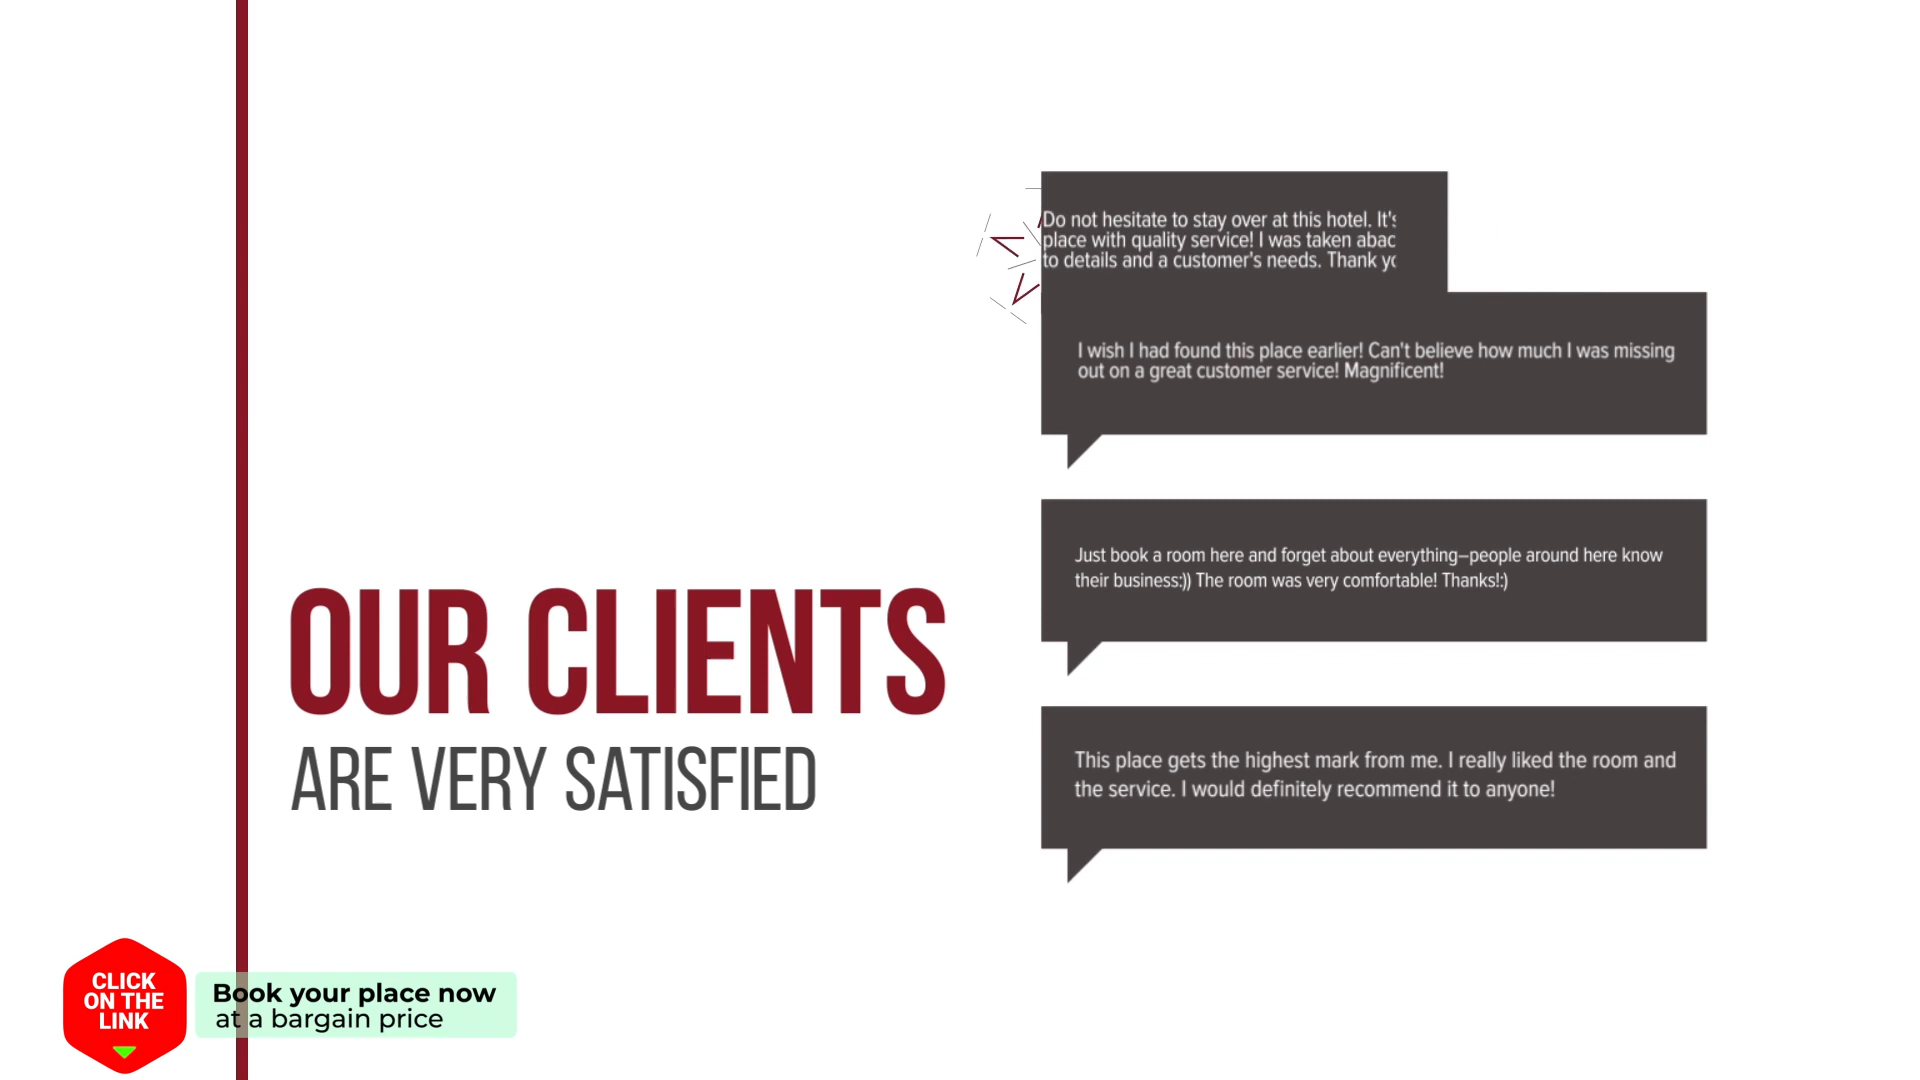 OUR CLIENTS
ARE VERY SATISFIED
Do not hesitate to stay over at this hotel. It's
place with quality service! I was taken abac
to details and a customer's needs. Thank yo
I wish I had found this place earlier! Can't believe how much I was missing
out on a great customer service! Magnificent!
Just book a room here and forget about everything–people around here know
their business:)) The room was very comfortable! Thanks!:)
This place gets the highest mark from me. I really liked the room and
the service. I would definitely recommend it to anyone!
CLICK
ON THE
LINK
Book your place now
at a bargain price